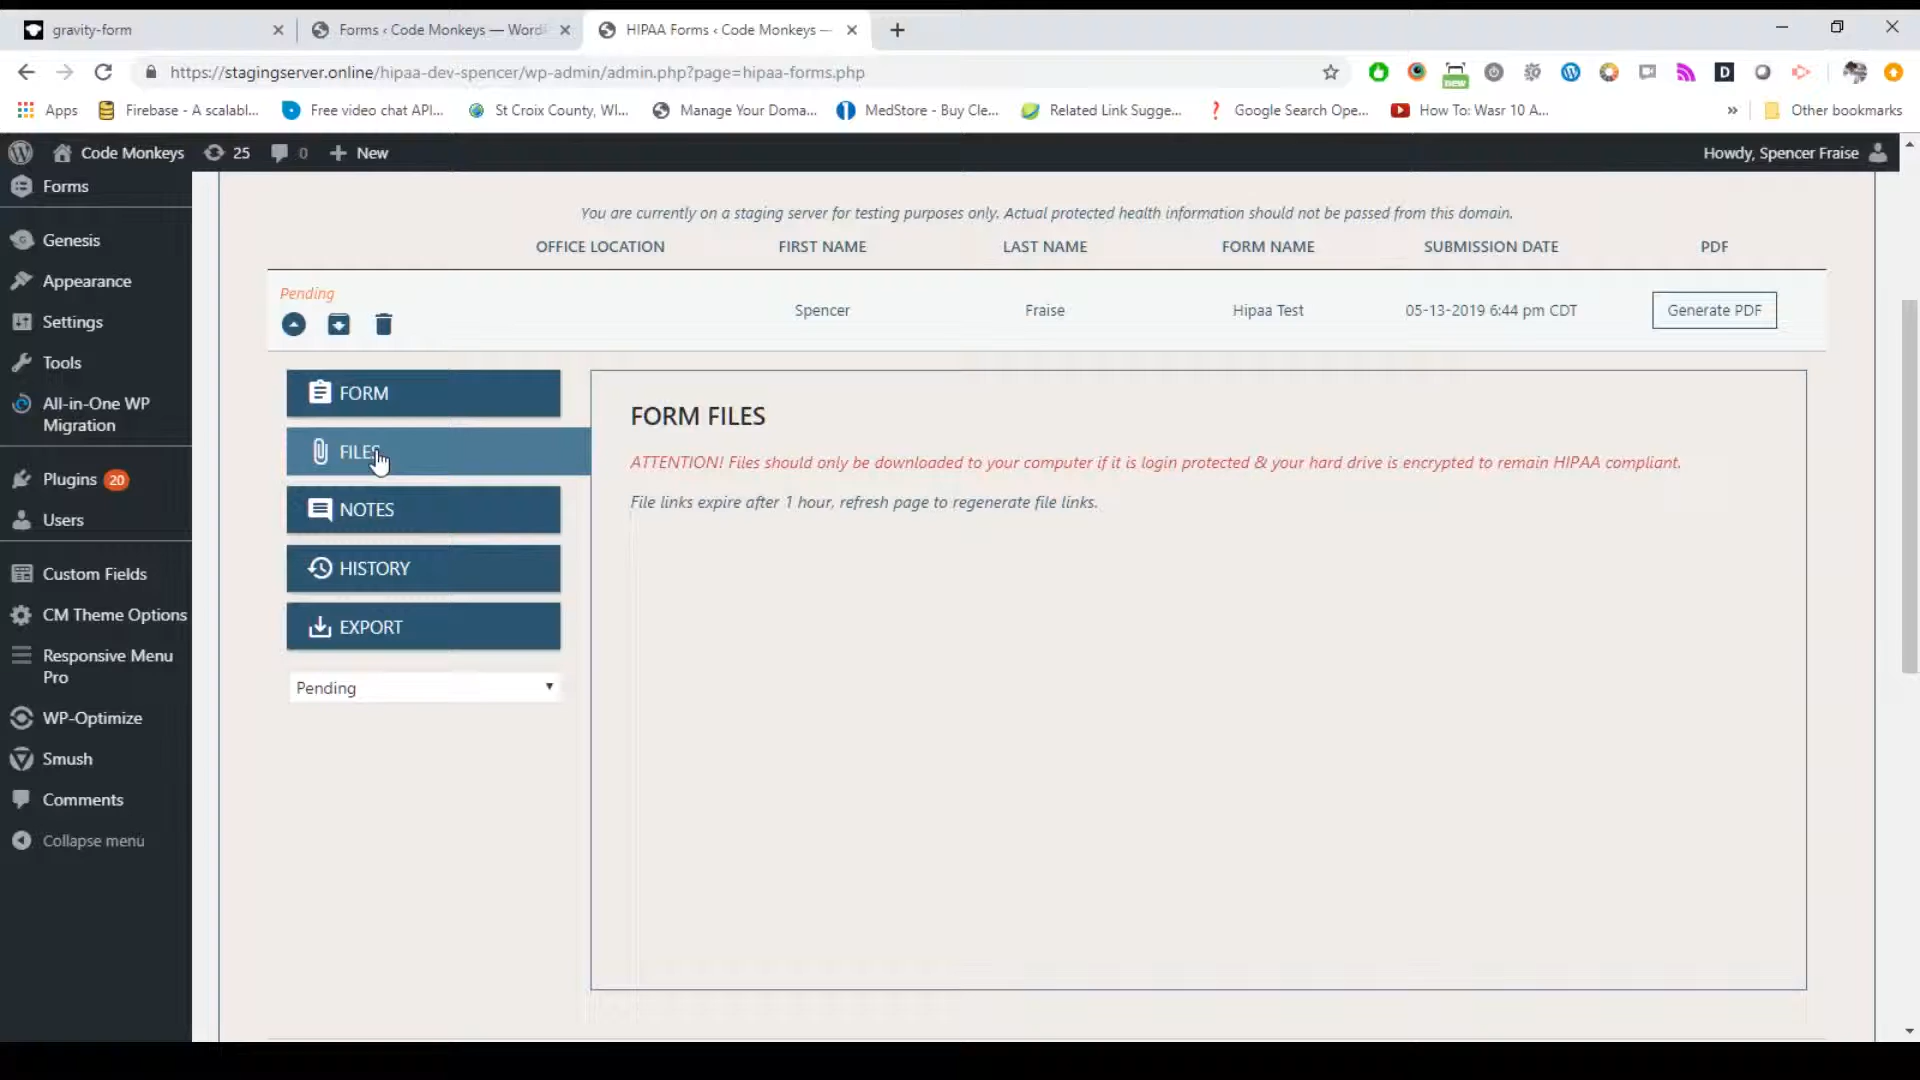 gravity-form
Forms ‹ Code Monkeys — Word
HIPAA Forms ‹ Code Monkeys —
https://stagingserver.online/hipaa-dev-spencer/wp-admin/admin.php?page=hipaa-forms.php
new
D
Apps
Firebase - A scalabl...
Free video chat API...
St Croix County, WI...
Manage Your Doma...
MedStore - Buy Cle...
Related Link Sugge...
Google Search Ope...
How To: Wasr 10 A...
»
Other bookmarks
Code Monkeys
25
0
New
Howdy, Spencer Fraise
Forms
Genesis
Appearance
Settings
Tools
All-in-One WP
Migration
Plugins 20
Users
Custom Fields
CM Theme Options
Responsive Menu
Pro
WP-Optimize
Smush
Comments
Collapse menu
You are currently on a staging server for testing purposes only. Actual protected health information should not be passed from this domain.
OFFICE LOCATION FIRST NAME LAST NAME FORM NAME SUBMISSION DATE PDF
Pending
Spencer Fraise Hipaa Test 05-13-2019 6:44 pm CDT Generate PDF
FORM
FILES
NOTES
HISTORY
EXPORT
Pending
FORM FILES
ATTENTION! Files should only be downloaded to your computer if it is login protected & your hard drive is encrypted to remain HIPAA compliant.
File links expire after 1 hour, refresh page to regenerate file links.